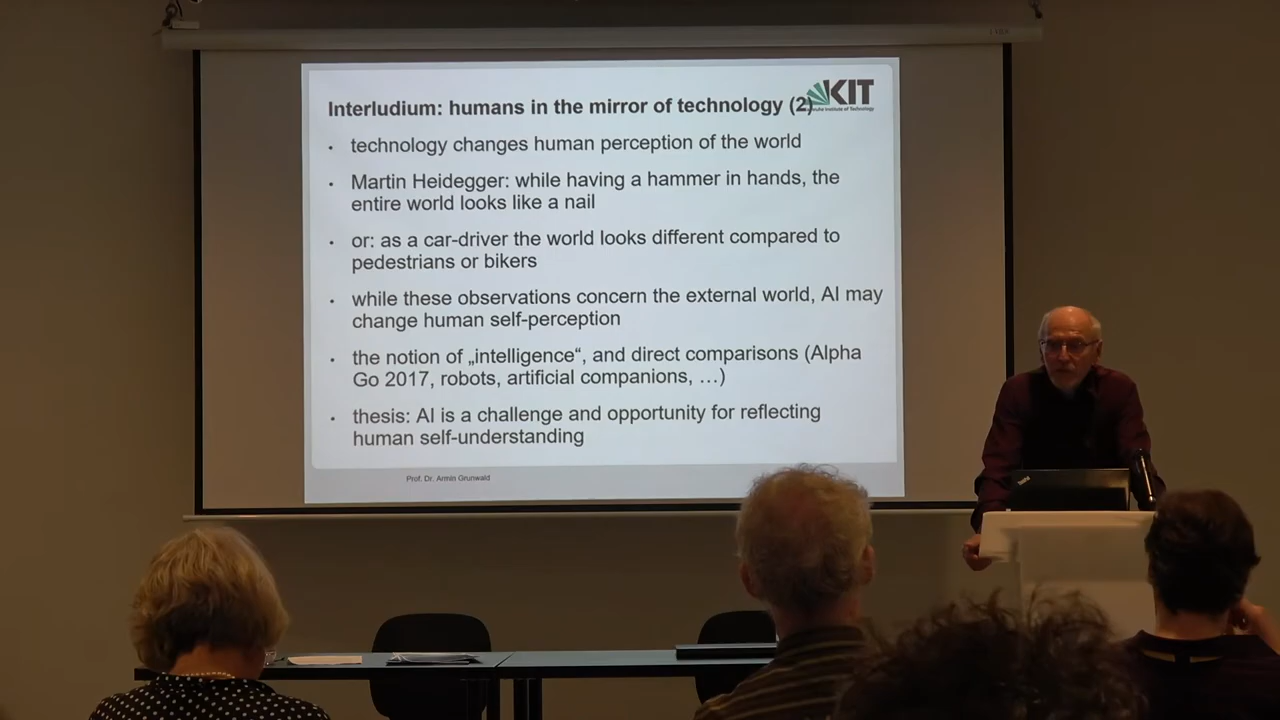 Interludium: humans in the mirror of technology (2)
KIT
Karlsruhe Institute of Technology
• technology changes human perception of the world
• Martin Heidegger: while having a hammer in hands, the
entire world looks like a nail
• or: as a car-driver the world looks different compared to
pedestrians or bikers
• while these observations concern the external world, AI may
change human self-perception
• the notion of „intelligence“, and direct comparisons (Alpha
Go 2017, robots, artificial companions, …)
• thesis: AI is a challenge and opportunity for reflecting
human self-understanding
Prof. Dr. Armin Grunwald